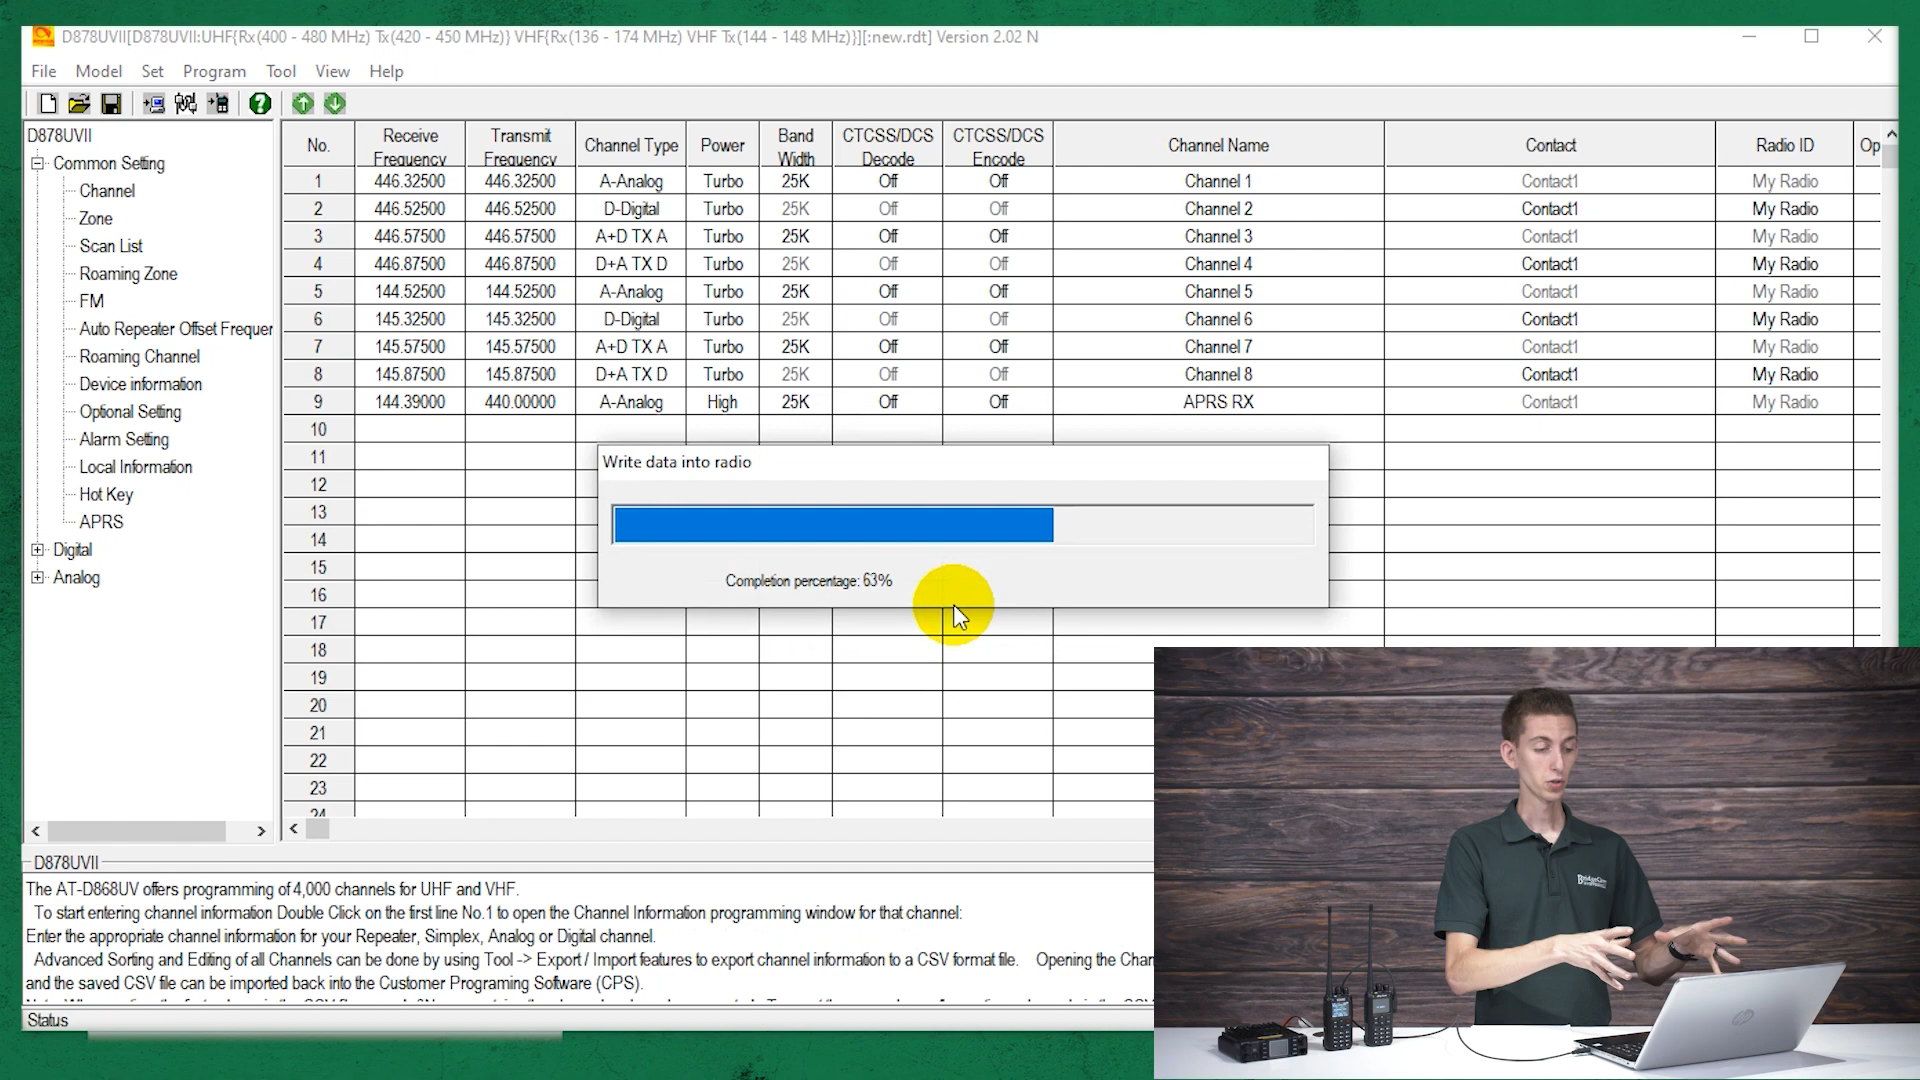 D878UVII[D878UVII:UHF{Rx(400 - 480 MHz) Tx(420 - 450 MHz)} VHF{Rx(136 - 174 MHz) VHF Tx(144 - 148 MHz)}][:new.rdt] Version 2.02 N
File Model Set Program Tool View Help
D878UVII
Common Setting
Channel
Zone
Scan List
Roaming Zone
FM
Auto Repeater Offset Frequer
Roaming Channel
Device information
Optional Setting
Alarm Setting
Local Information
Hot Key
APRS
Digital
Analog
No. Receive Frequency Transmit Frequency Channel Type Power Band Width CTCSS/DCS Decode CTCSS/DCS Encode Channel Name Contact Radio ID Op
1 446.32500 446.32500 A-Analog Turbo 25K Off Off Channel 1 Contact1 My Radio
2 446.52500 446.52500 D-Digital Turbo 25K Off Off Channel 2 Contact1 My Radio
3 446.57500 446.57500 A+D TX A Turbo 25K Off Off Channel 3 Contact1 My Radio
4 446.87500 446.87500 D+A TX D Turbo 25K Off Off Channel 4 Contact1 My Radio
5 144.52500 144.52500 A-Analog Turbo 25K Off Off Channel 5 Contact1 My Radio
6 145.32500 145.32500 D-Digital Turbo 25K Off Off Channel 6 Contact1 My Radio
7 145.57500 145.57500 A+D TX A Turbo 25K Off Off Channel 7 Contact1 My Radio
8 145.87500 145.87500 D+A TX D Turbo 25K Off Off Channel 8 Contact1 My Radio
9 144.39000 440.00000 A-Analog High 25K Off Off APRS RX Contact1 My Radio
10
11
12
13
14
15
16
17
18
19
20
21
22
23
24
Write data into radio
Completion percentage: 63%
D878UVII
The AT-D868UV offers programming of 4,000 channels for UHF and VHF.
To start entering channel information Double Click on the first line No.1 to open the Channel Information programming window for that channel:
Enter the appropriate channel information for your Repeater, Simplex, Analog or Digital channel.
Advanced Sorting and Editing of all Channels can be done by using Tool -> Export / Import features to export channel information to a CSV format file. Opening the Chan
and the saved CSV file can be imported back into the Customer Programing Software (CPS).
Status
hp